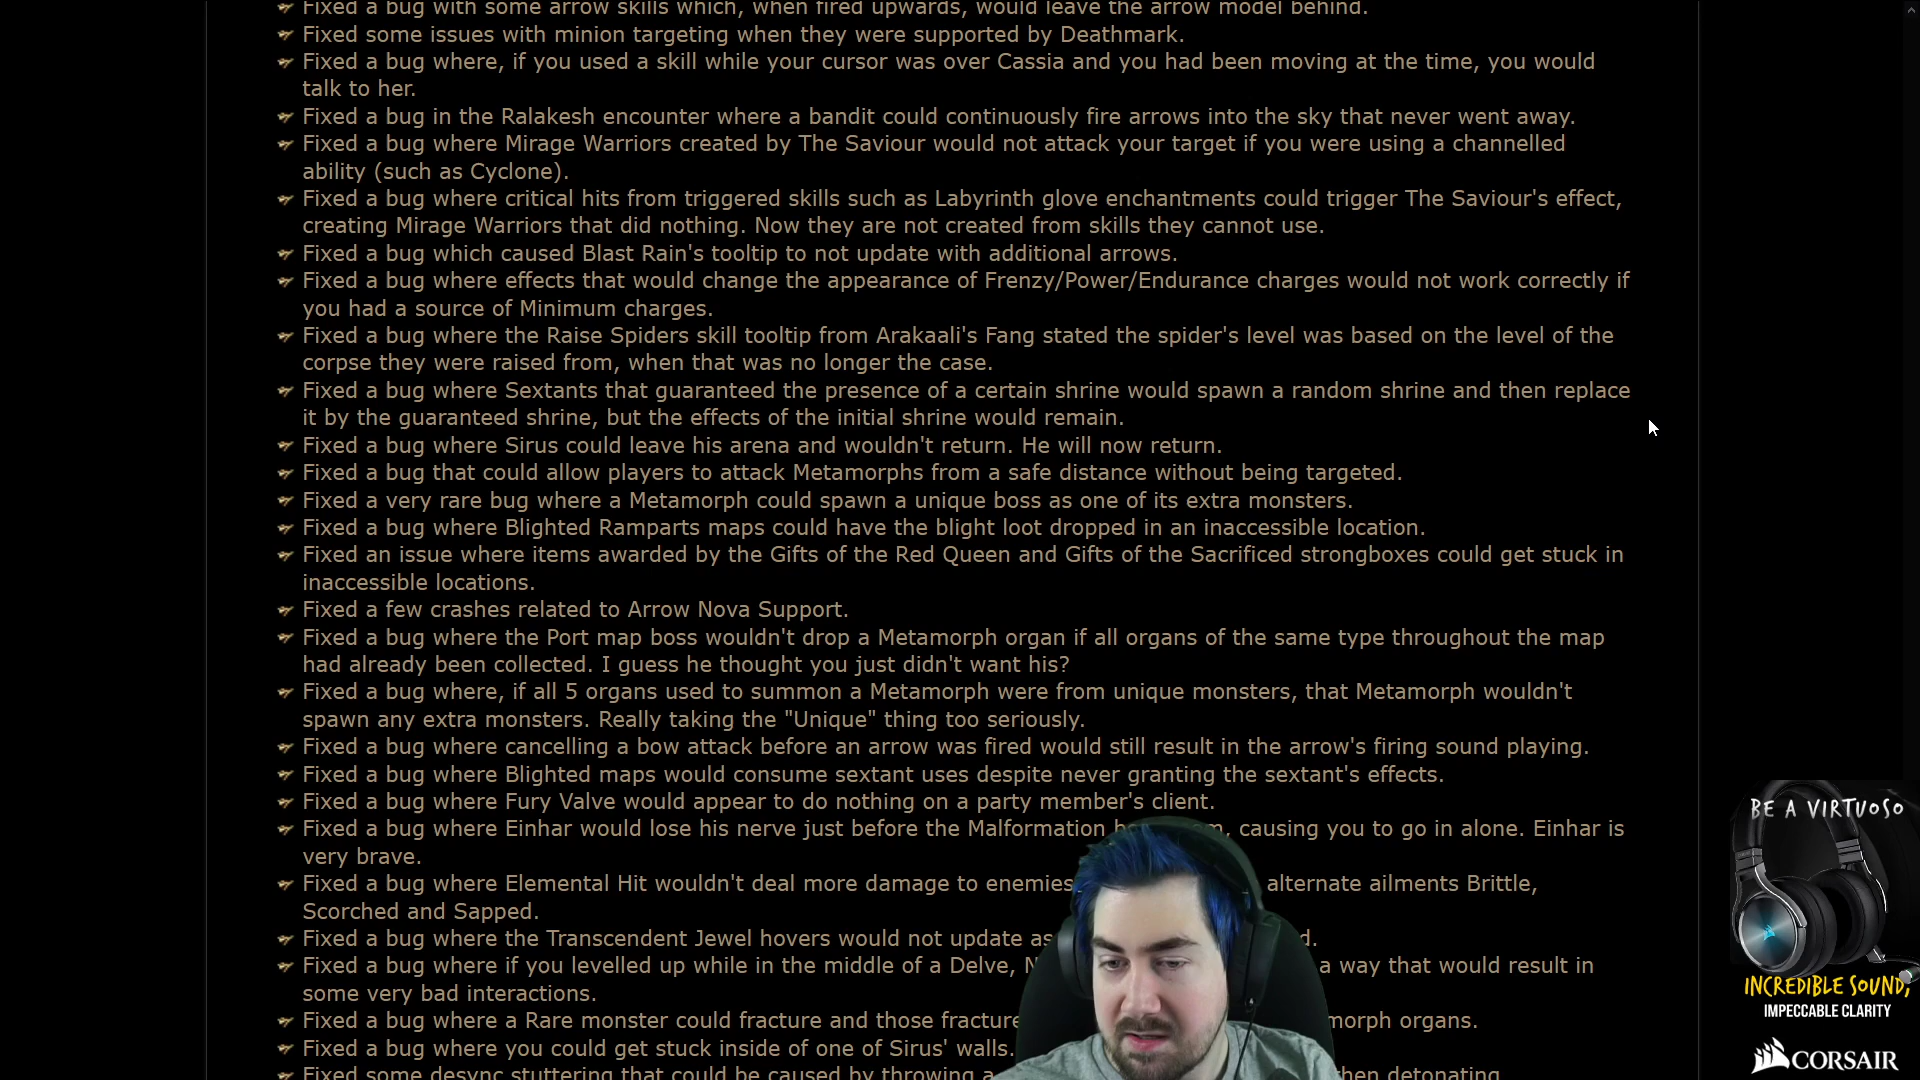 Fixed a bug with some arrow skills which, when fired upwards, would leave the arrow model behind.
Fixed some issues with minion targeting when they were supported by Deathmark.
Fixed a bug where, if you used a skill while your cursor was over Cassia and you had been moving at the time, you would
talk to her.
Fixed a bug in the Ralakesh encounter where a bandit could continuously fire arrows into the sky that never went away.
Fixed a bug where Mirage Warriors created by The Saviour would not attack your target if you were using a channelled
ability (such as Cyclone).
Fixed a bug where critical hits from triggered skills such as Labyrinth glove enchantments could trigger The Saviour's effect,
creating Mirage Warriors that did nothing. Now they are not created from skills they cannot use.
Fixed a bug which caused Blast Rain's tooltip to not update with additional arrows.
Fixed a bug where effects that would change the appearance of Frenzy/Power/Endurance charges would not work correctly if
you had a source of Minimum charges.
Fixed a bug where the Raise Spiders skill tooltip from Arakaali's Fang stated the spider's level was based on the level of the
corpse they were raised from, when that was no longer the case.
Fixed a bug where Sextants that guaranteed the presence of a certain shrine would spawn a random shrine and then replace
it by the guaranteed shrine, but the effects of the initial shrine would remain.
Fixed a bug where Sirus could leave his arena and wouldn't return. He will now return.
Fixed a bug that could allow players to attack Metamorphs from a safe distance without being targeted.
Fixed a very rare bug where a Metamorph could spawn a unique boss as one of its extra monsters.
Fixed a bug where Blighted Ramparts maps could have the blight loot dropped in an inaccessible location.
Fixed an issue where items awarded by the Gifts of the Red Queen and Gifts of the Sacrificed strongboxes could get stuck in
inaccessible locations.
Fixed a few crashes related to Arrow Nova Support.
Fixed a bug where the Port map boss wouldn't drop a Metamorph organ if all organs of the same type throughout the map
had already been collected. I guess he thought you just didn't want his?
Fixed a bug where, if all 5 organs used to summon a Metamorph were from unique monsters, that Metamorph wouldn't
spawn any extra monsters. Really taking the "Unique" thing too seriously.
Fixed a bug where cancelling a bow attack before an arrow was fired would still result in the arrow's firing sound playing.
Fixed a bug where Blighted maps would consume sextant uses despite never granting the sextant's effects.
Fixed a bug where Fury Valve would appear to do nothing on a party member's client.
Fixed a bug where Einhar would lose his nerve just before the Malformation causing you to go in alone. Einhar is
very brave.
Fixed a bug where Elemental Hit wouldn't deal more damage to enemies alternate ailments Brittle,
Scorched and Sapped.
Fixed a bug where the Transcendent Jewel hovers would not update as
Fixed a bug where if you levelled up while in the middle of a Delve, a way that would result in
some very bad interactions.
Fixed a bug where a Rare monster could fracture and those organs.
Fixed a bug where you could get stuck inside of one of Sirus' walls.
Fixed some desync stuttering that could be caused by throwing a detonating
BE A VIRTUOSO
INCREDIBLE SOUND,
IMPECCABLE CLARITY
CORSAIR